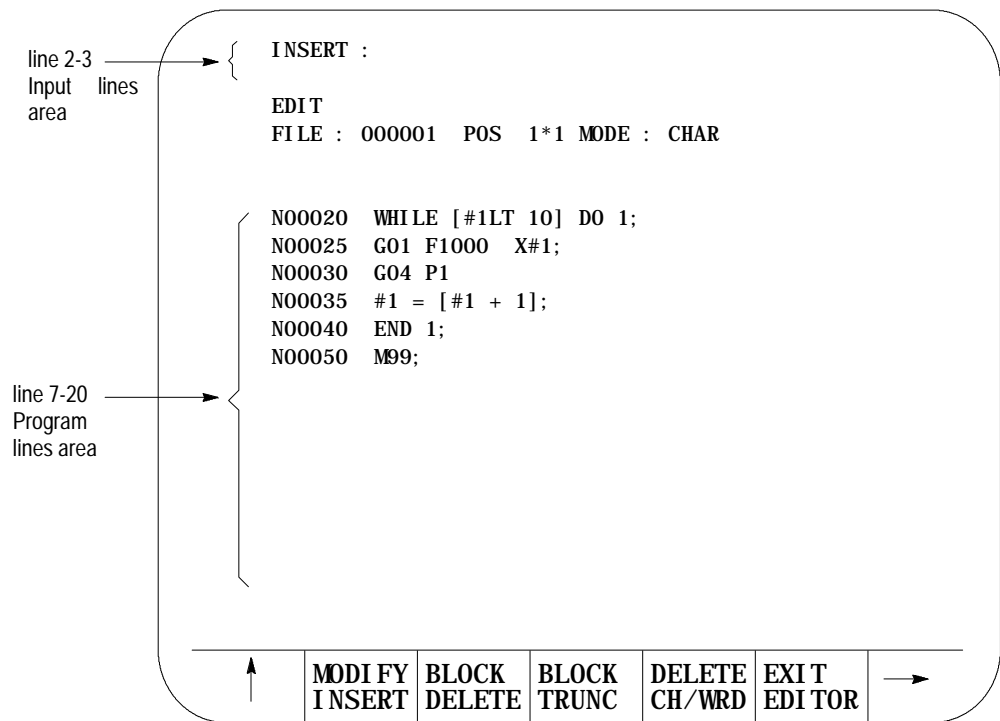 line 2-3
Input lines
area
INSERT :
EDIT
FILE : 000001 POS 1*1 MODE : CHAR
N00020 WHILE [#1LT 10] DO 1;
N00025 G01 F1000 X#1;
N00030 G04 P1
N00035 #1 = [#1 + 1];
N00040 END 1;
N00050 M99;
line 7-20
Program
lines area
MODIFY INSERT
BLOCK DELETE
BLOCK TRUNC
DELETE CH/WRD
EXIT EDITOR